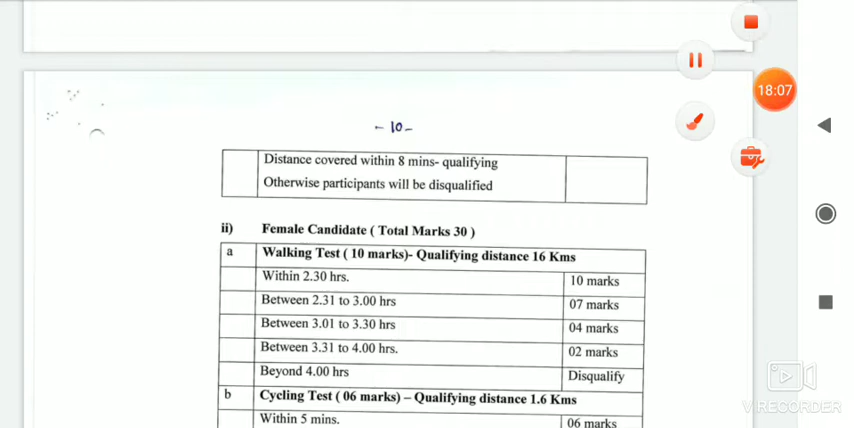 18:07
- 10 -
Distance covered within 8 mins- qualifying
Otherwise participants will be disqualified
ii) Female Candidate ( Total Marks 30 )
a Walking Test ( 10 marks)- Qualifying distance 16 Kms
Within 2.30 hrs. 10 marks
Between 2.31 to 3.00 hrs 07 marks
Between 3.01 to 3.30 hrs 04 marks
Between 3.31 to 4.00 hrs. 02 marks
Beyond 4.00 hrs Disqualify
b Cycling Test ( 06 marks) – Qualifying distance 1.6 Kms
Within 5 mins. 06 marks
V RECORDER